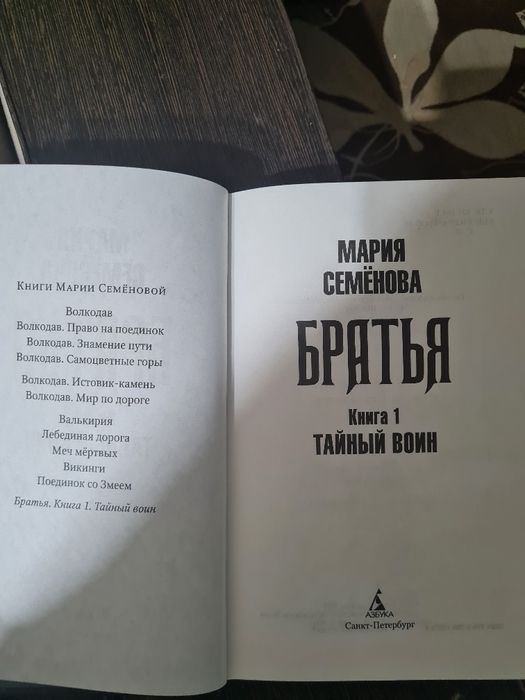 Книги Марии Семёновой
Волкодав
Волкодав. Право на поединок
Волкодав. Знамение пути
Волкодав. Самоцветные горы
Волкодав. Истовик-камень
Волкодав. Мир по дороге
Валькирия
Лебединая дорога
Меч мёртвых
Викинги
Поединок со Змеем
Братья. Книга 1. Тайный воин
МАРИЯ
СЕМЁНОВА
БРАТЬЯ
Книга 1
ТАЙНЫЙ ВОИН
АЗБУКА
Санкт-Петербург